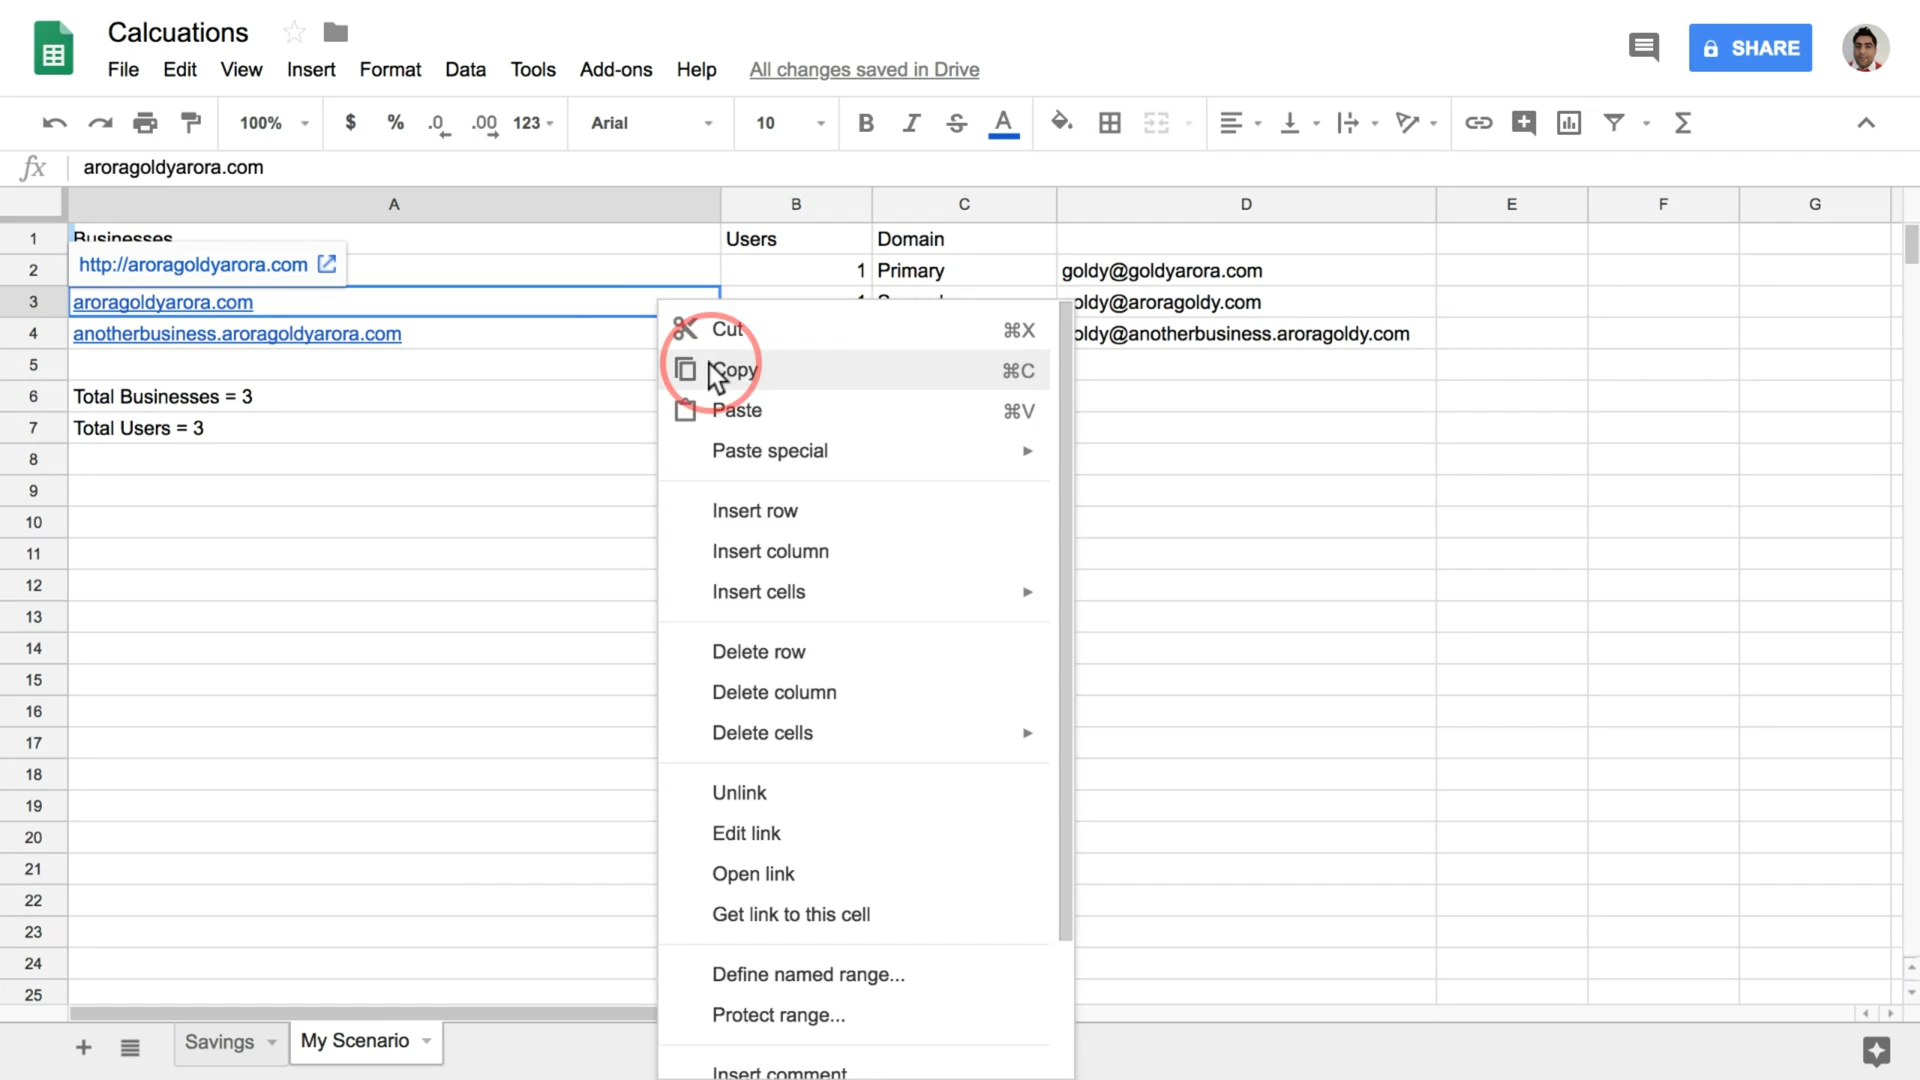 Calcuations
File Edit View Insert Format Data Tools Add-ons Help All changes saved in Drive
SHARE
100% $ % .0 .00 123 Arial 10 B I S A
fx aroragoldyarora.com
A B C D E F G
1 Businesses Users Domain
http://aroragoldyarora.com
2 1 Primary goldy@goldyarora.com
3 aroragoldyarora.com oldy@aroragoldy.com
4 anotherbusiness.aroragoldyarora.com oldy@anotherbusiness.aroragoldy.com
5
6 Total Businesses = 3
7 Total Users = 3
8
9
10
11
12
13
14
15
16
17
18
19
20
21
22
23
24
25
Cut ⌘X
Copy ⌘C
Paste ⌘V
Paste special
Insert row
Insert column
Insert cells
Delete row
Delete column
Delete cells
Unlink
Edit link
Open link
Get link to this cell
Define named range...
Protect range...
Insert comment
Savings My Scenario